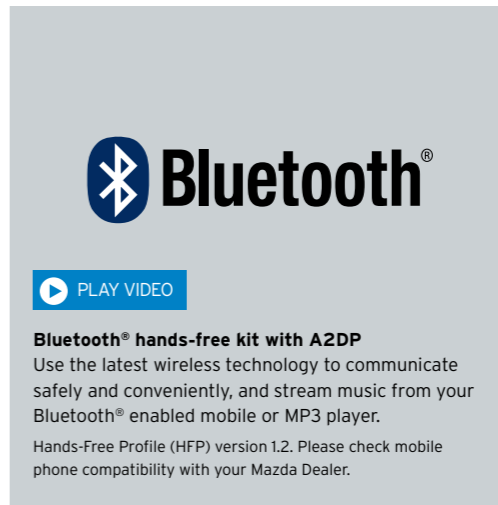 Bluetooth®
PLAY VIDEO
Bluetooth® hands-free kit with A2DP
Use the latest wireless technology to communicate
safely and conveniently, and stream music from your
Bluetooth® enabled mobile or MP3 player.
Hands-Free Profile (HFP) version 1.2. Please check mobile
phone compatibility with your Mazda Dealer.